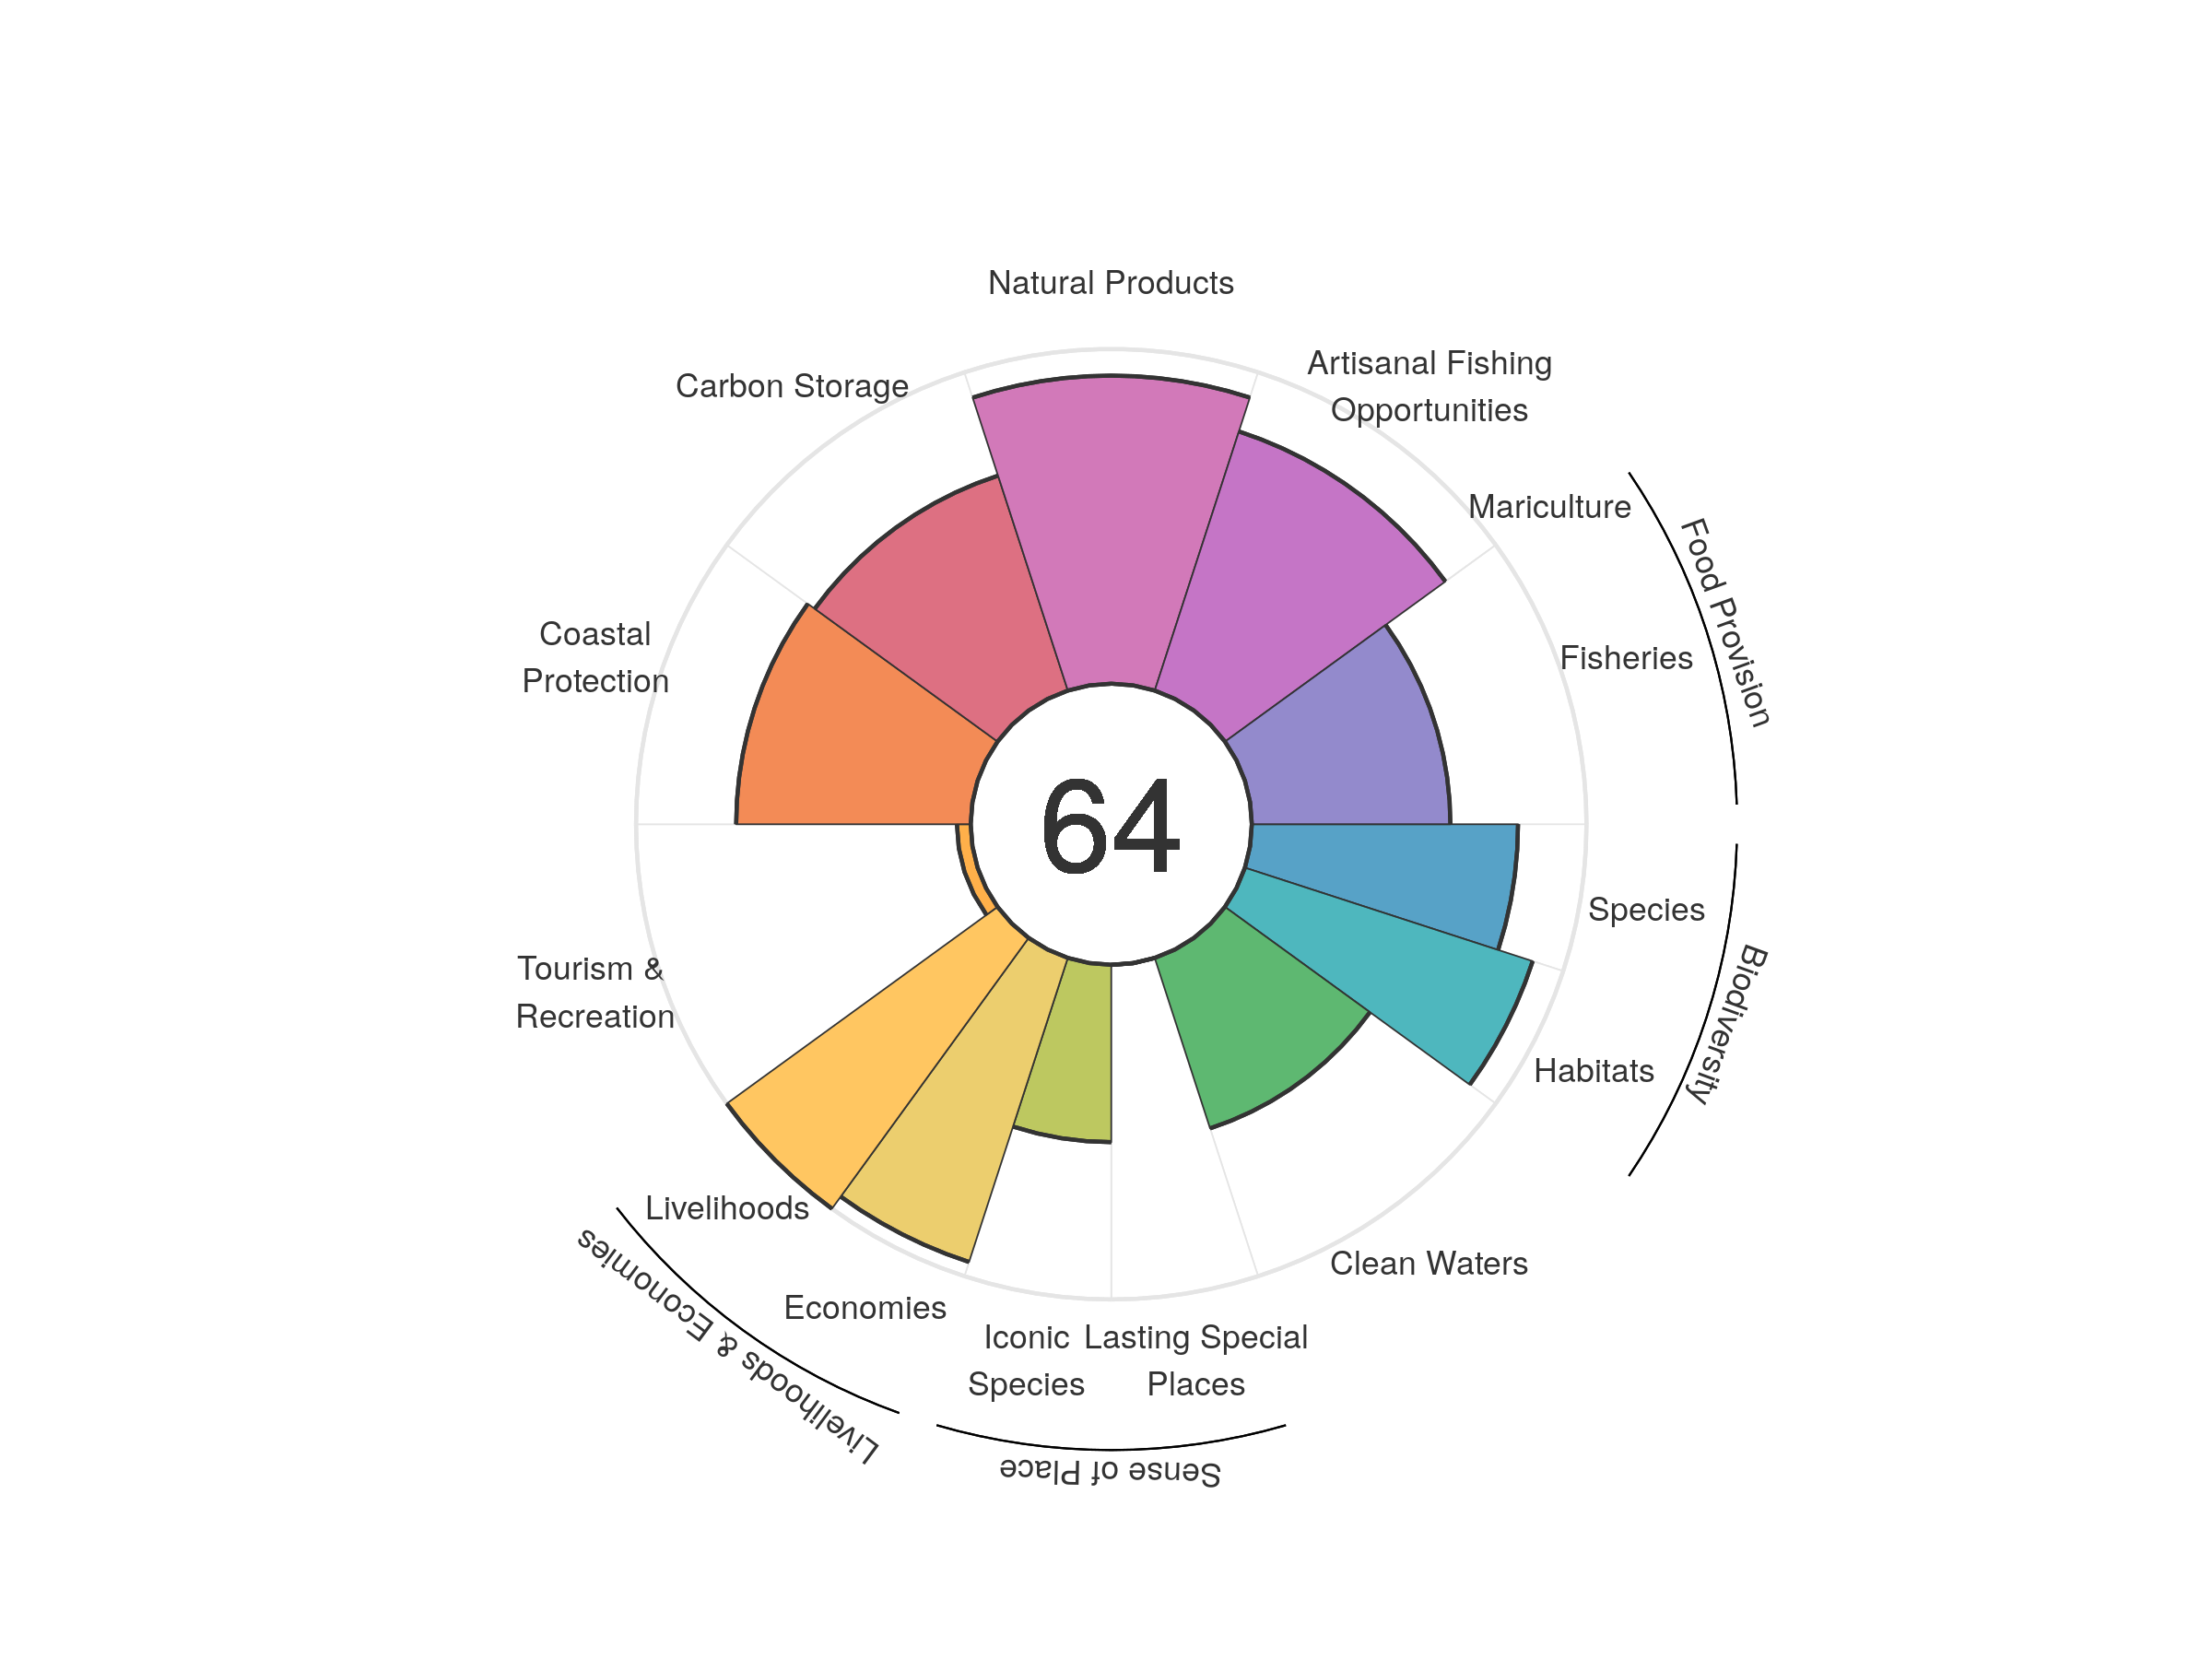 Natural Products
Artisanal Fishing
Opportunities
Carbon Storage
Mariculture
Food Provision
Fisheries
Coastal
Protection
64
Species
Biodiversity
Tourism &
Recreation
Habitats
Livelihoods
Clean Waters
Economies
Livelihoods & Economies
Iconic
Species
Lasting Special
Places
Sense of Place